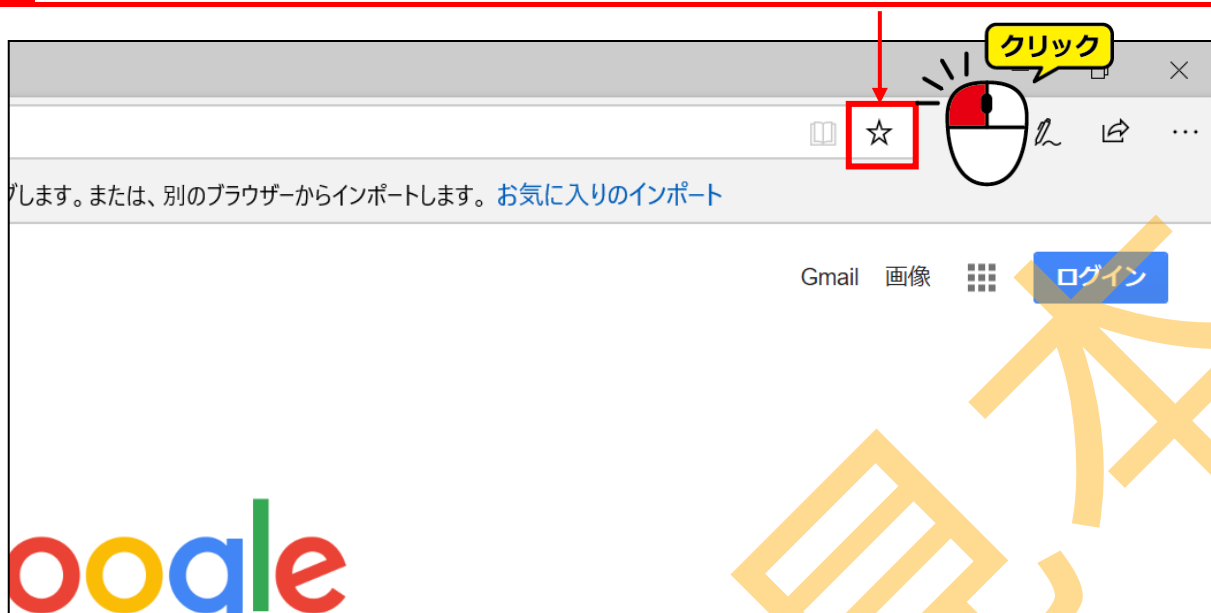 クリック
します。または、別のブラウザーからインポートします。 お気に入りのインポート
Gmail 画像 ログイン
oogle
見本